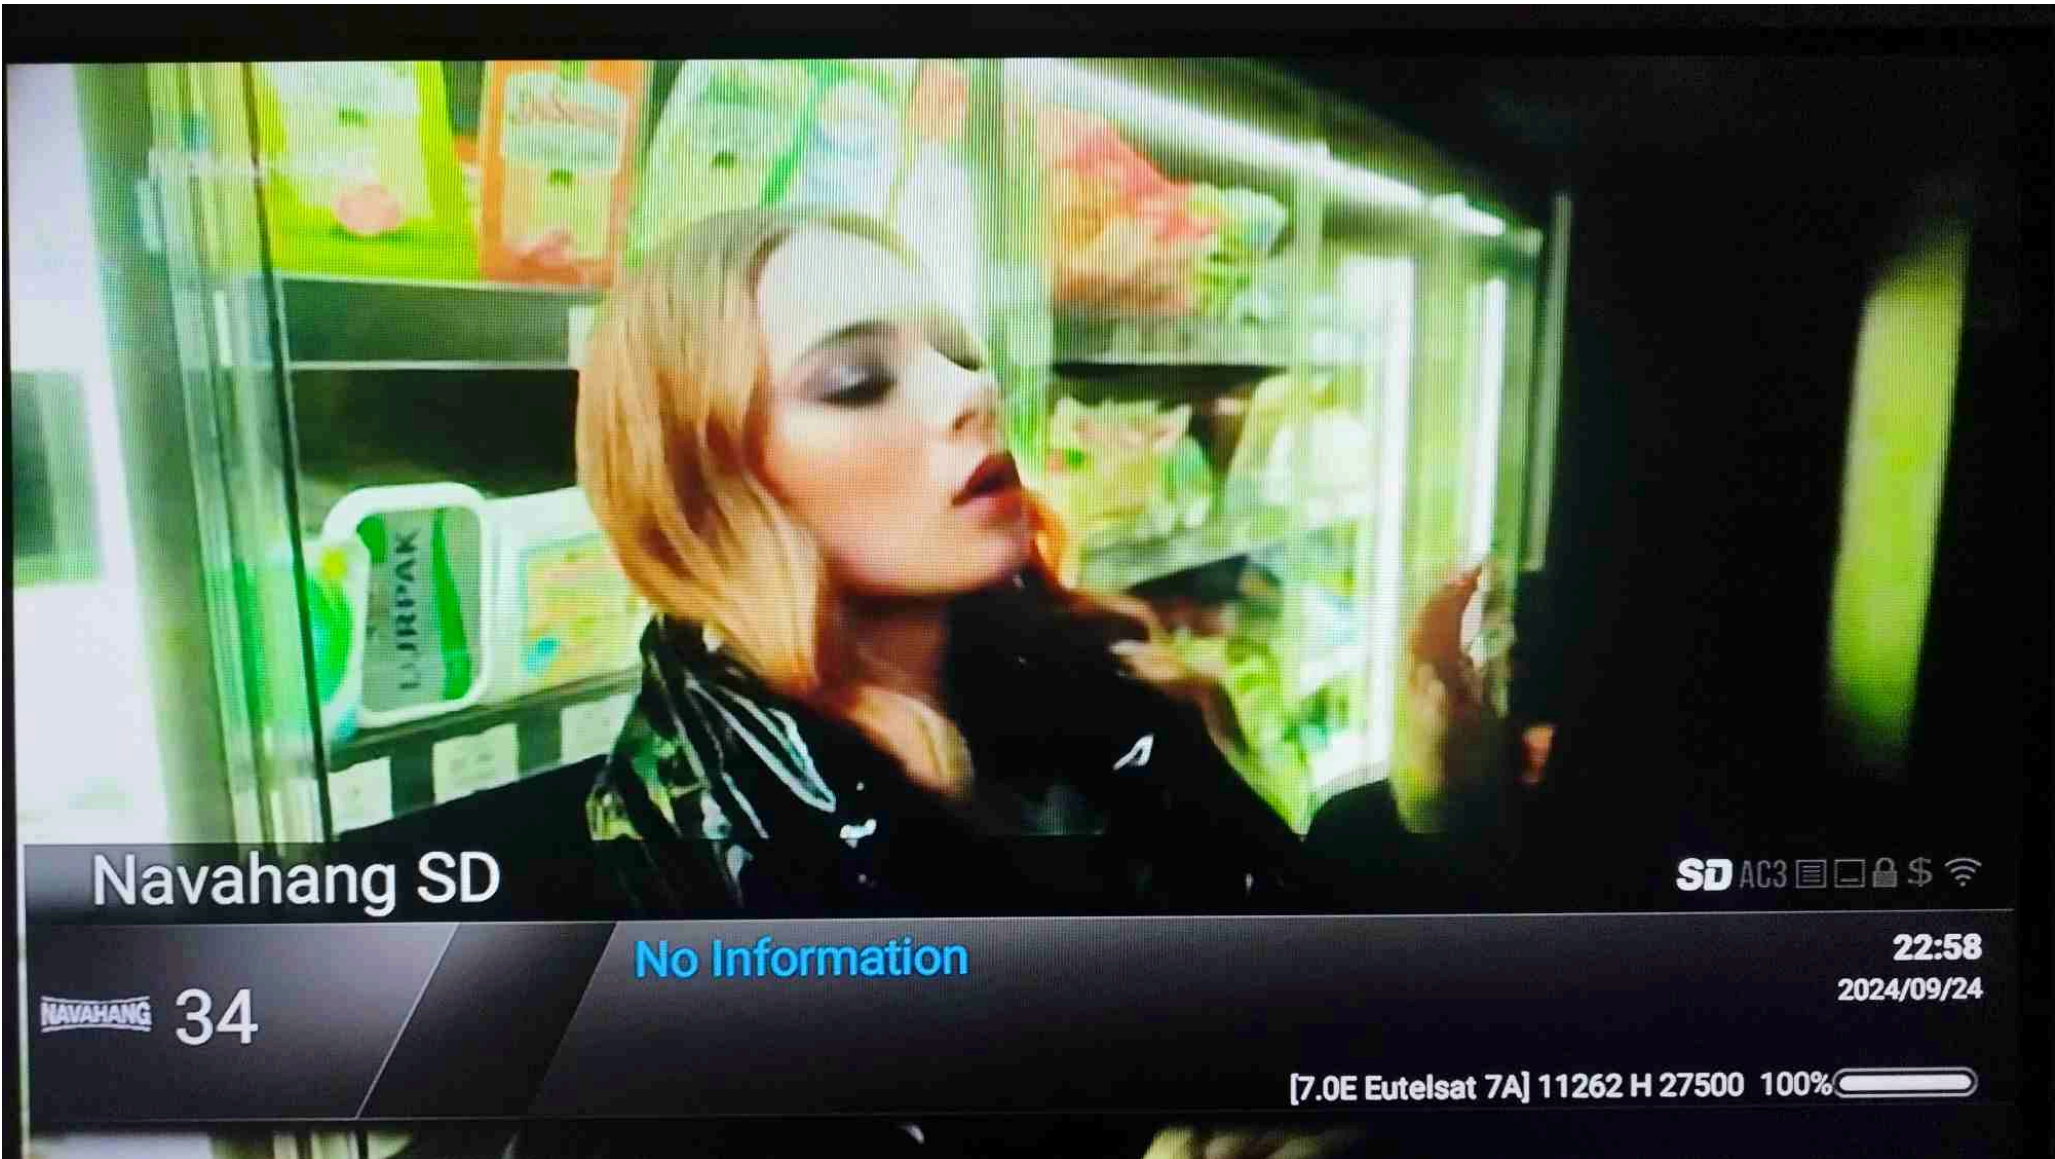 LURPAK
Navahang SD
SD AC3 $
No Information
22:58
2024/09/24
NAVAHANG 34
[7.0E Eutelsat 7A] 11262 H 27500 100%